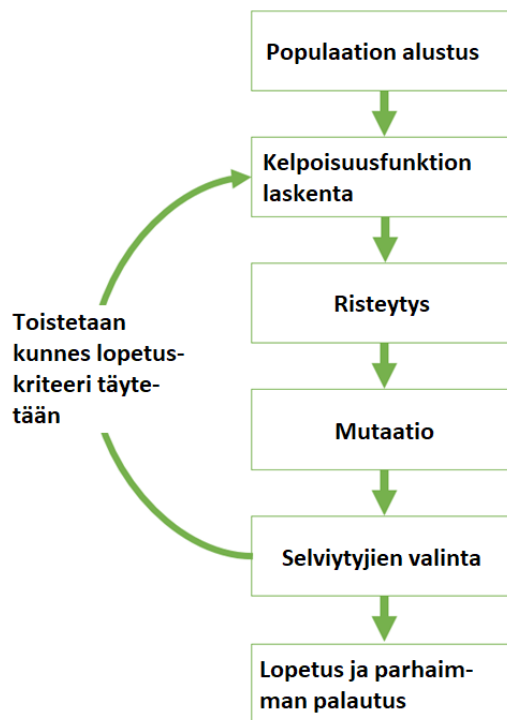 Populaation alustus
Kelpoisuusfunktion
laskenta
Risteytys
Toistetaan
kunnes lopetus-
kriteeri täyte-
tään
Mutaatio
Selviytyjien valinta
Lopetus ja parhaim-
man palautus